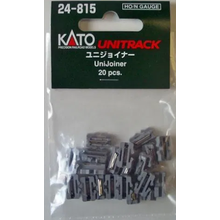 24-815
HO·N GAUGE
KATO
PRECISION RAILROAD MODELS
UNITRACK
ユニジョイナー
UniJoiner
20 pcs.